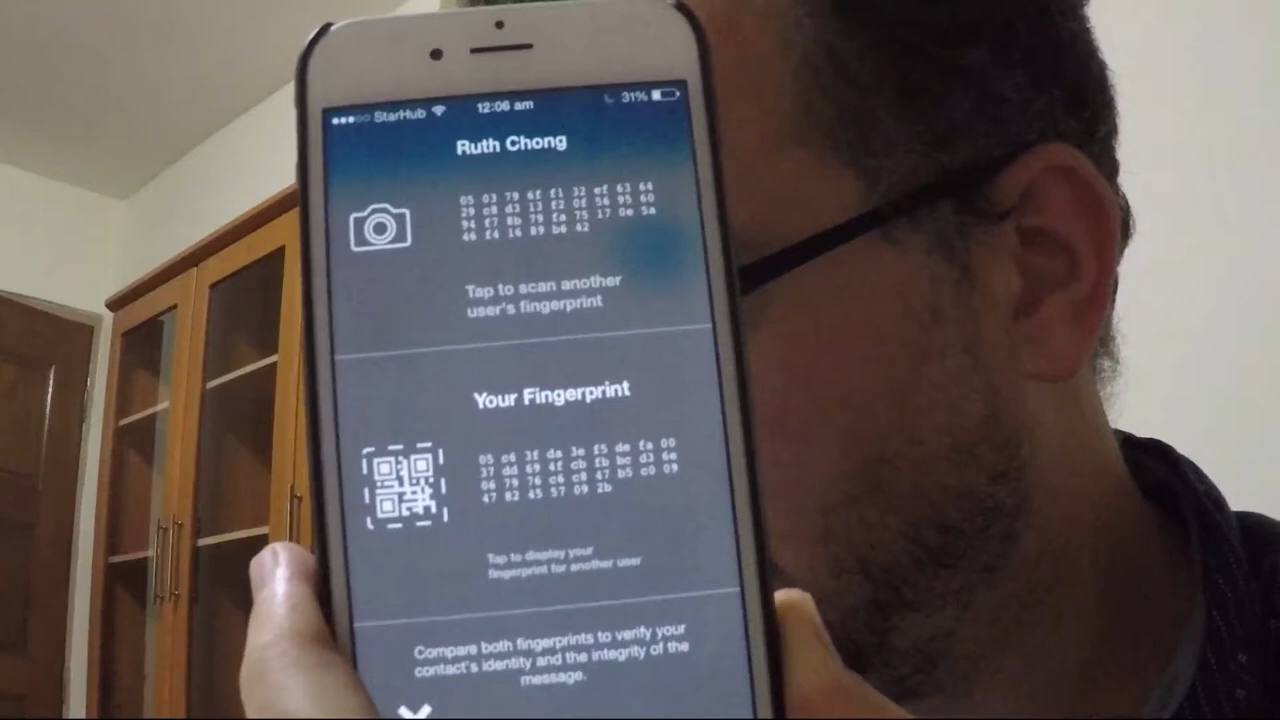 StarHub 12:06 am 31%
Ruth Chong
05 03 79 6f f1 32 ef 63 64
29 c8 d3 13 f2 0f 56 95 60
94 f7 8b 79 fa 75 17 0e 5a
46 f4 16 89 b6 42
Tap to scan another
user's fingerprint
Your Fingerprint
05 c6 3f da 3e f5 de fa 00
37 dd 69 4f cb fb bc d3 6e
06 79 76 c6 c8 47 b5 c0 09
47 82 45 57 09 2b
Tap to display your
fingerprint for another user
Compare both fingerprints to verify your
contact's identity and the integrity of the
message.